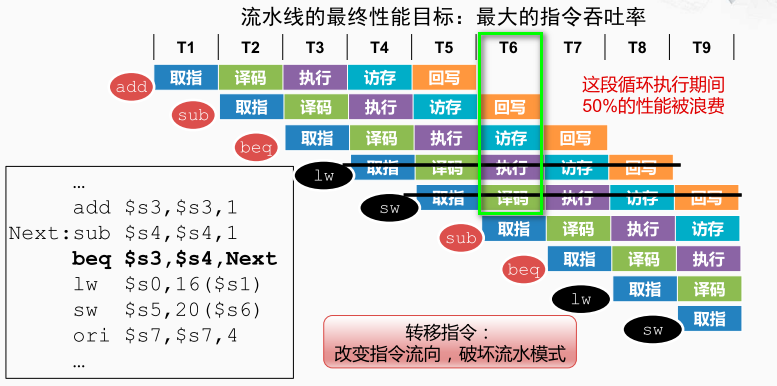 流水线的最终性能目标：最大的指令吞吐率
T1 T2 T3 T4 T5 T6 T7 T8 T9
add 取指 译码 执行 访存 回写
这段循环执行期间
50%的性能被浪费
sub 取指 译码 执行 访存 回写
beq 取指 译码 执行 访存 回写
lw 取指 译码 执行 访存 回写
sw 取指 译码 执行 访存 回写
sub 取指 译码 执行 访存
beq 取指 译码 执行
lw 取指 译码
sw 取指
…
add $s3,$s3,1
Next:sub $s4,$s4,1
beq $s3,$s4,Next
lw $s0,16($s1)
sw $s5,20($s6)
ori $s7,$s7,4
…
转移指令：
改变指令流向，破坏流水模式